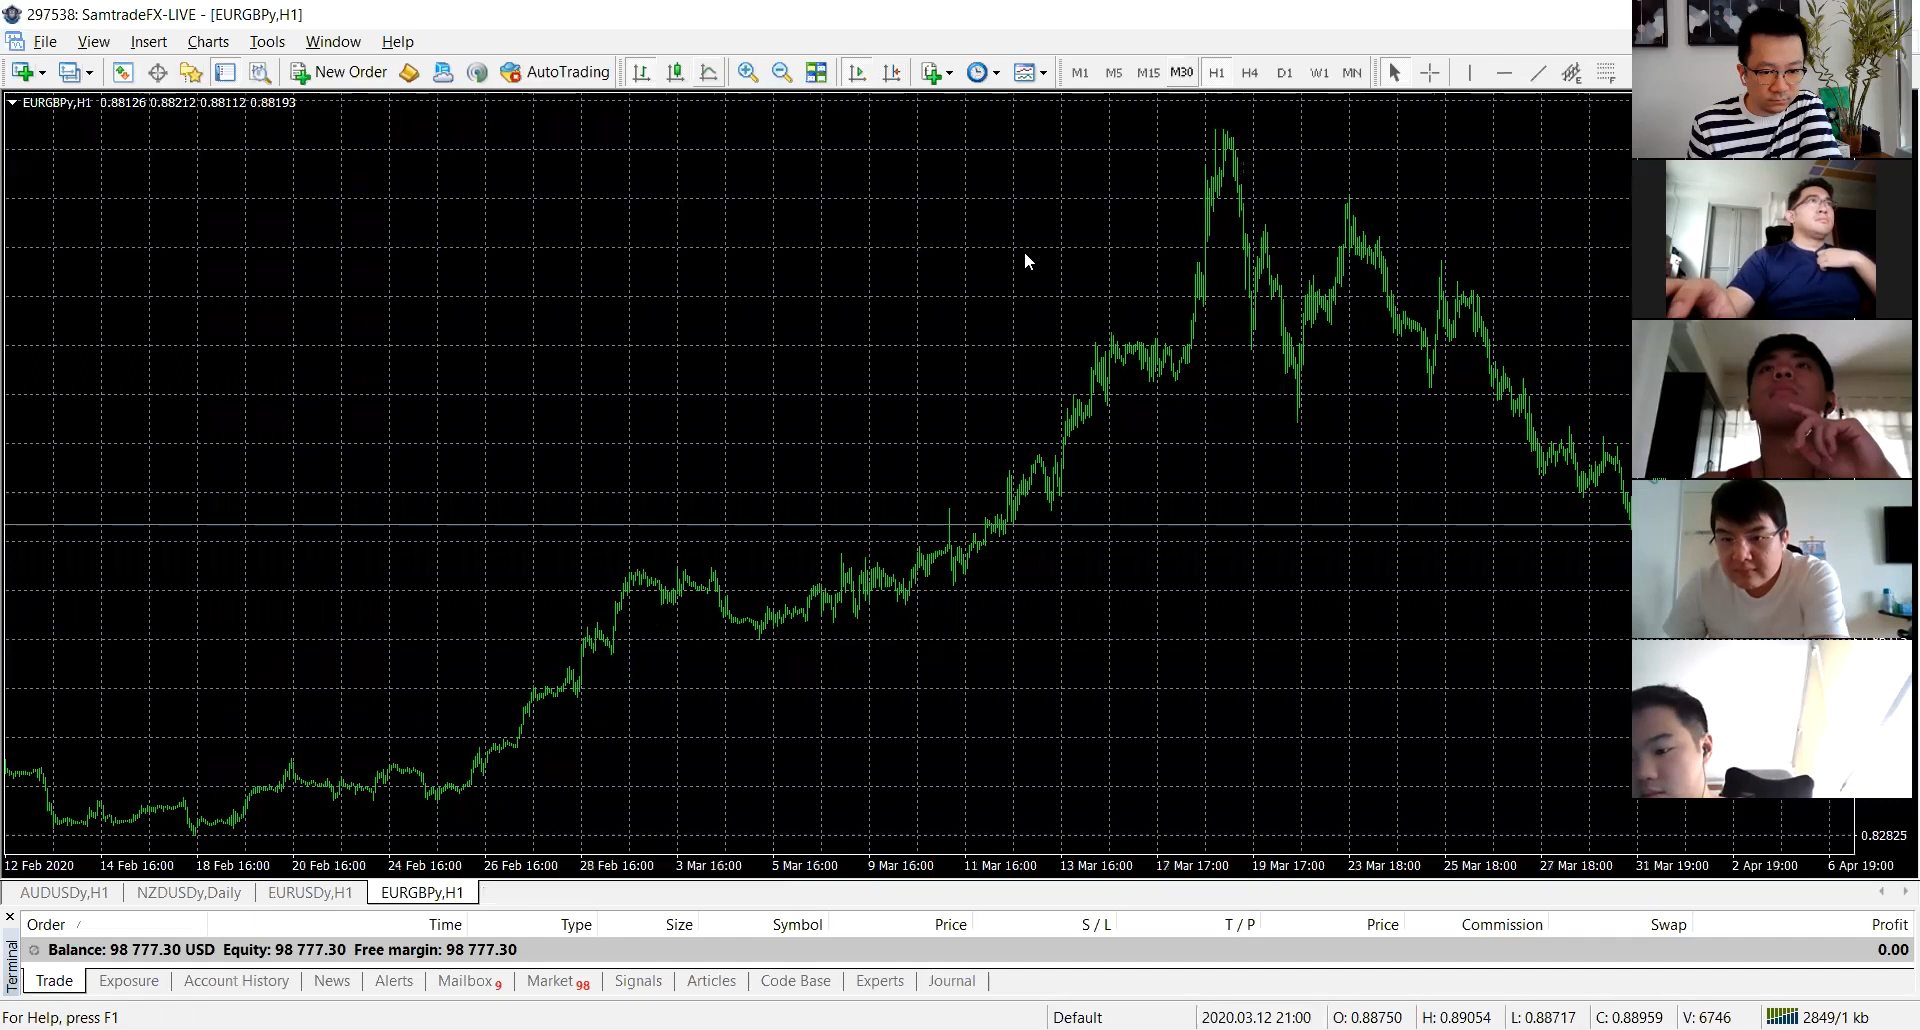 297538: SamtradeFX-LIVE - [EURGBPy,H1]
File View Insert Charts Tools Window Help
New Order AutoTrading M1 M5 M15 M30 H1 H4 D1 W1 MN
EURGBPy,H1 0.88126 0.88212 0.88112 0.88193
0.82825
12 Feb 2020 14 Feb 16:00 18 Feb 16:00 20 Feb 16:00 24 Feb 16:00 26 Feb 16:00 28 Feb 16:00 3 Mar 16:00 5 Mar 16:00 9 Mar 16:00 11 Mar 16:00 13 Mar 16:00 17 Mar 17:00 19 Mar 17:00 23 Mar 18:00 25 Mar 18:00 27 Mar 18:00 31 Mar 19:00 2 Apr 19:00 6 Apr 19:00
AUDUSDy,H1 NZDUSDy,Daily EURUSDy,H1 EURGBPy,H1
Order Time Type Size Symbol Price S / L T / P Price Commission Swap Profit
Balance: 98 777.30 USD Equity: 98 777.30 Free margin: 98 777.30 0.00
Terminal
Trade Exposure Account History News Alerts Mailbox 9 Market 98 Signals Articles Code Base Experts Journal
For Help, press F1 Default 2020.03.12 21:00 O: 0.88750 H: 0.89054 L: 0.88717 C: 0.88959 V: 6746 2849/1 kb